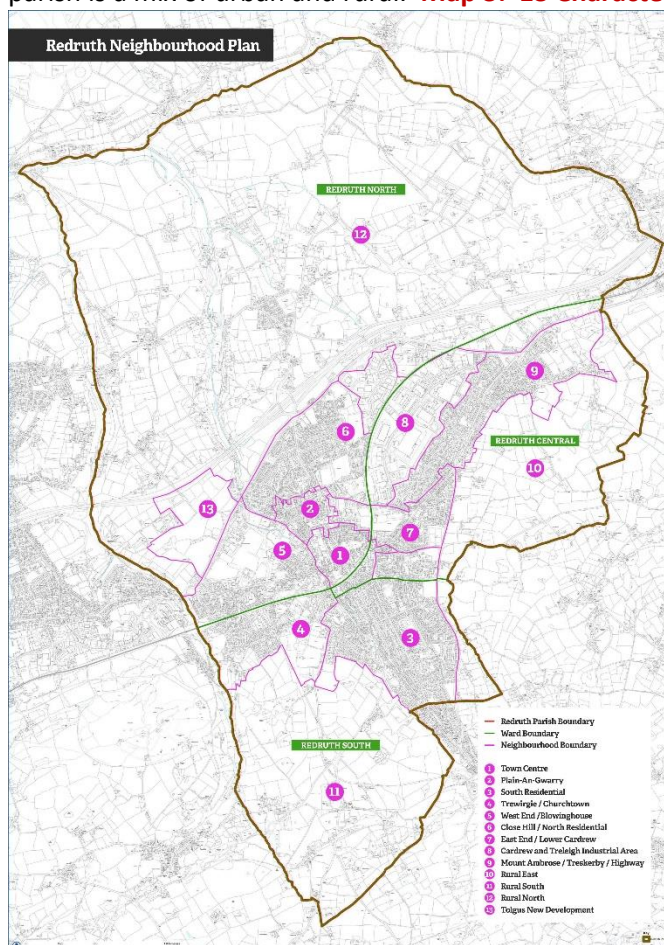 parish is a mix of urban and rural. Map of 13 Characte
Redruth Neighbourhood Plan
REDRUTH NORTH
12
9
6
8
REDRUTH CENTRAL
10
2
13
7
5
1
4
3
REDRUTH SOUTH
11
Redruth Parish Boundary
Ward Boundary
Neighbourhood Boundary
1 Town Centre
2 Plain-An-Gwarry
3 South Residential
4 Trewirgie / Churchtown
5 West End /Blowinghouse
6 Close Hill / North Residential
7 East End / Lower Cardrew
8 Cardrew and Treleigh Industrial Area
9 Mount Ambrose / Treskerby / Highway
10 Rural East
11 Rural South
12 Rural North
13 Tolgus New Development